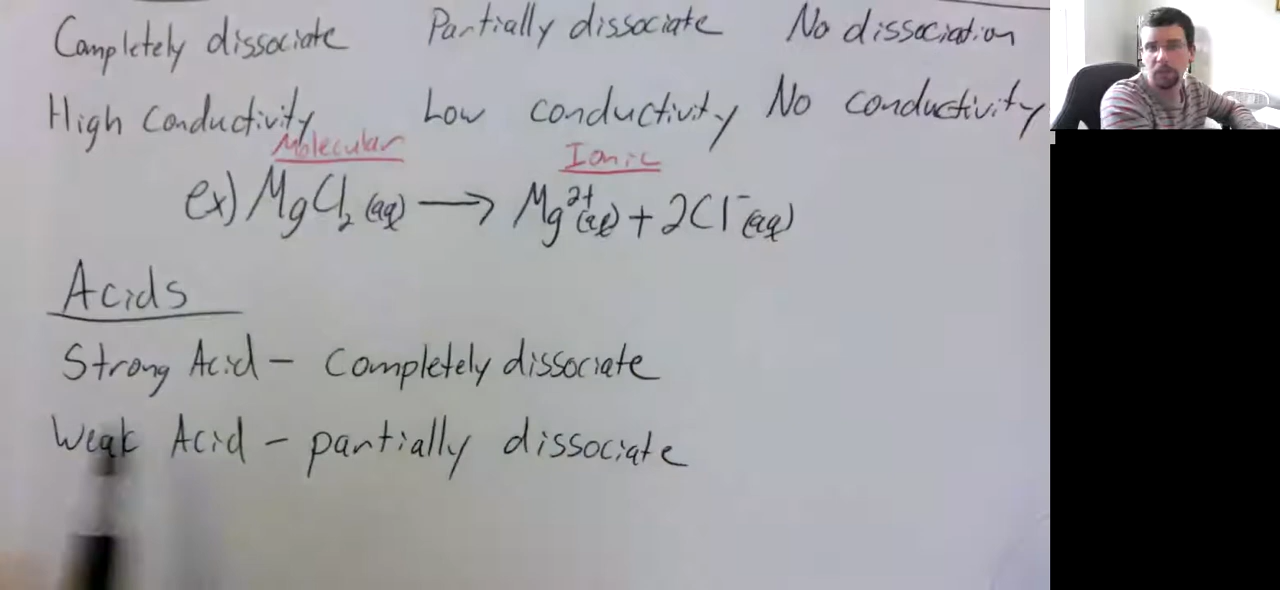 Completely dissociate Partially dissociate No dissociation
High conductivity Low conductivity No conductivity
Molecular Ionic
ex) MgCl₂ (aq) → Mg²⁺(aq) + 2Cl⁻(aq)
Acids
Strong Acid - Completely dissociate
Weak Acid - partially dissociate